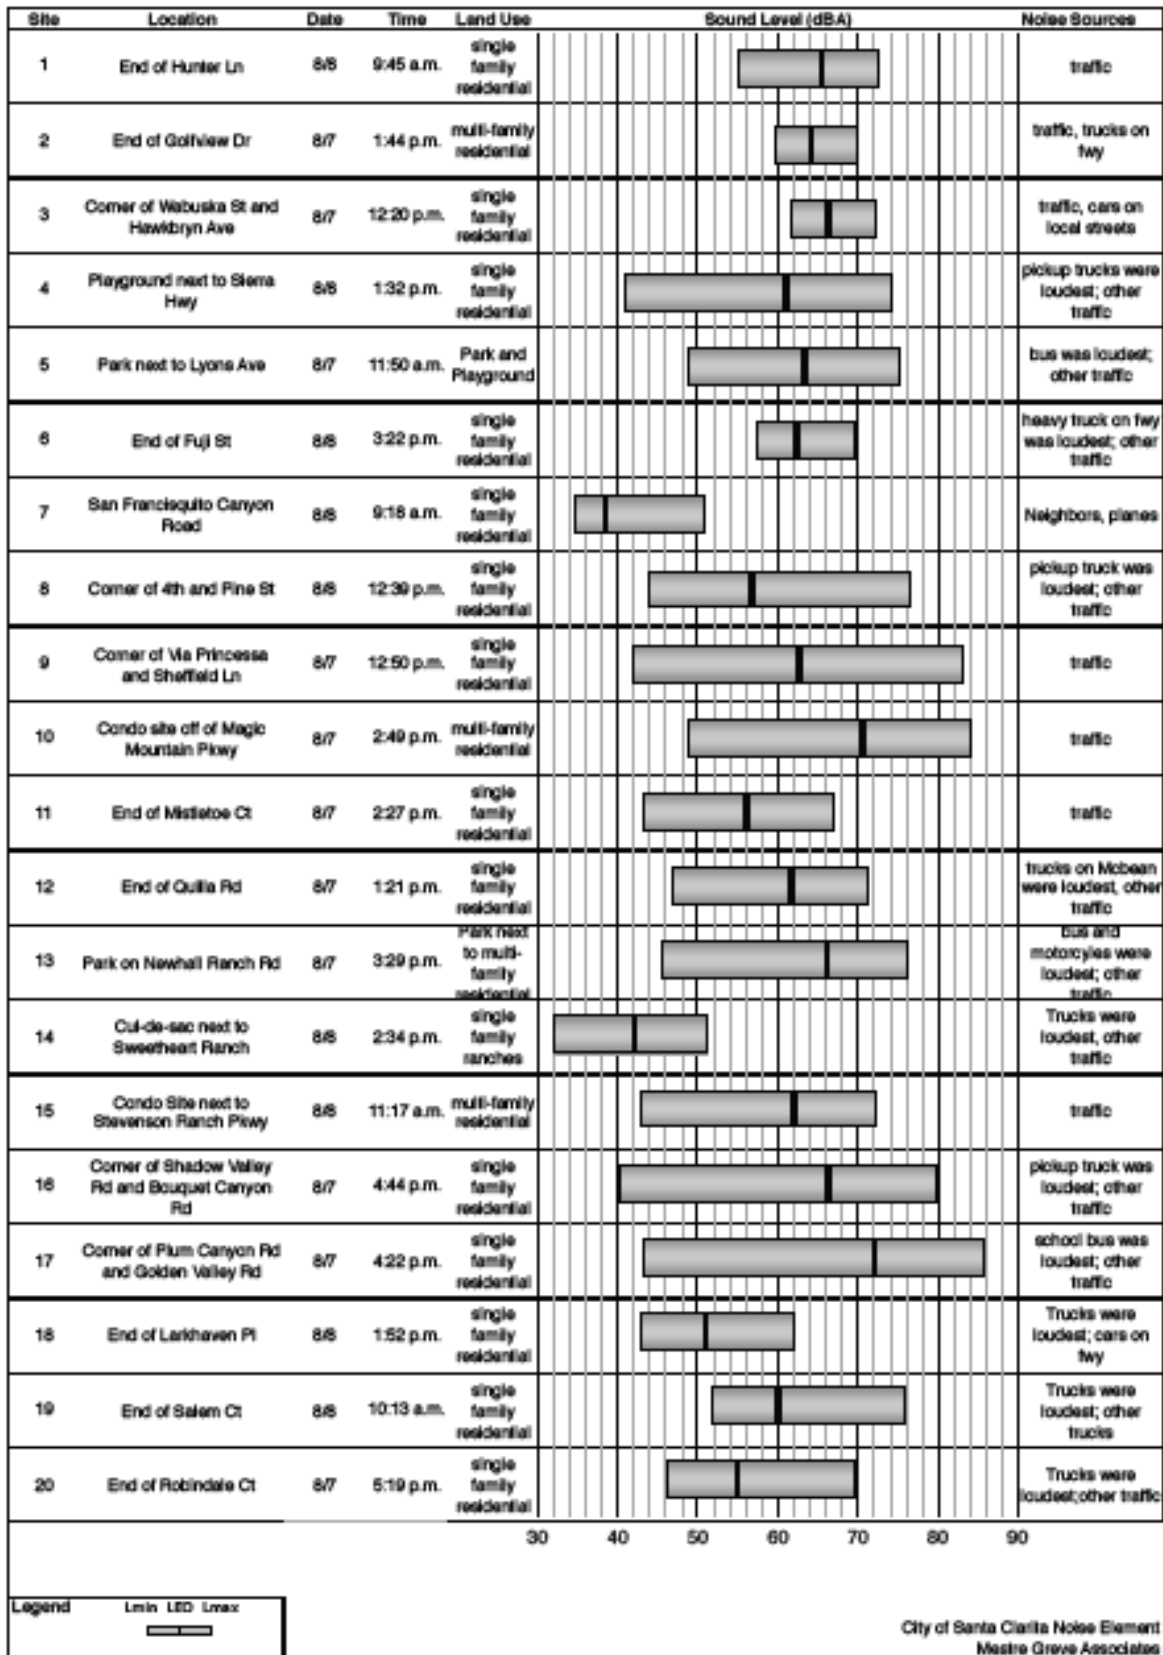 Site Location Date Time Land Use Sound Level (dBA) Noise Sources
1 End of Hunter Ln 8/8 9:45 a.m. single family residential traffic
2 End of Golfview Dr 8/7 1:44 p.m. multi-family residential traffic, trucks on fwy
3 Corner of Wabuska St and Hawkbryn Ave 8/7 12:20 p.m. single family residential traffic, cars on local streets
4 Playground next to Sierra Hwy 8/8 1:32 p.m. single family residential pickup trucks were loudest; other traffic
5 Park next to Lyons Ave 8/7 11:50 a.m. Park and Playground bus was loudest; other traffic
6 End of Fuji St 8/8 3:22 p.m. single family residential heavy truck on fwy was loudest; other traffic
7 San Francisquito Canyon Road 8/8 9:18 a.m. single family residential Neighbors, planes
8 Corner of 4th and Pine St 8/8 12:39 p.m. single family residential pickup truck was loudest; other traffic
9 Corner of Via Princessa and Sheffield Ln 8/7 12:50 p.m. single family residential traffic
10 Condo site off of Magic Mountain Pkwy 8/7 2:49 p.m. multi-family residential traffic
11 End of Mistletoe Ct 8/7 2:27 p.m. single family residential traffic
12 End of Quilla Rd 8/7 1:21 p.m. single family residential trucks on Mcbean were loudest, other traffic
13 Park on Newhall Ranch Rd 8/7 3:29 p.m. Park next to multi-family residential bus and motorcyles were loudest; other traffic
14 Cul-de-sac next to Sweetheart Ranch 8/8 2:34 p.m. single family ranches Trucks were loudest, other traffic
15 Condo Site next to Stevenson Ranch Pkwy 8/8 11:17 a.m. multi-family residential traffic
16 Corner of Shadow Valley Rd and Bouquet Canyon Rd 8/7 4:44 p.m. single family residential pickup truck was loudest; other traffic
17 Corner of Plum Canyon Rd and Golden Valley Rd 8/7 4:22 p.m. single family residential school bus was loudest; other traffic
18 End of Larkhaven Pl 8/8 1:52 p.m. single family residential Trucks were loudest; cars on fwy
19 End of Salem Ct 8/8 10:13 a.m. single family residential Trucks were loudest; other trucks
20 End of Robindale Ct 8/7 5:19 p.m. single family residential Trucks were loudest;other traffic
30 40 50 60 70 80 90
Legend Lmin LEQ Lmax
City of Santa Clarita Noise Element
Mestre Greve Associates